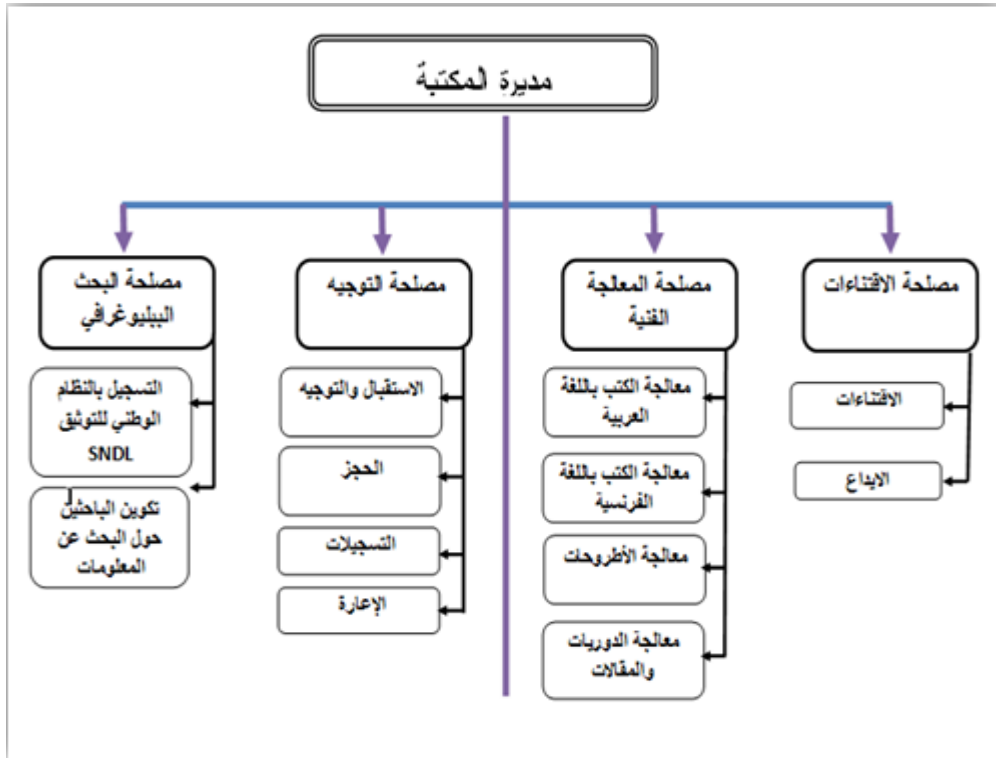 مديرة المكتبة
مصلحة الاقتناءات
الاقتناءات
الايداع
مصلحة المعالجة
الفنية
معالجة الكتب باللغة
العربية
معالجة الكتب باللغة
الفرنسية
معالجة الأطروحات
معالجة الدوريات
والمقالات
مصلحة التوجيه
الاستقبال والتوجيه
الحجز
التسجيلات
الإعارة
مصلحة البحث
الببليوغرافي
التسجيل بالنظام
الوطني للتوثيق
SNDL
تكوين الباحثين
حول البحث عن
المعلومات